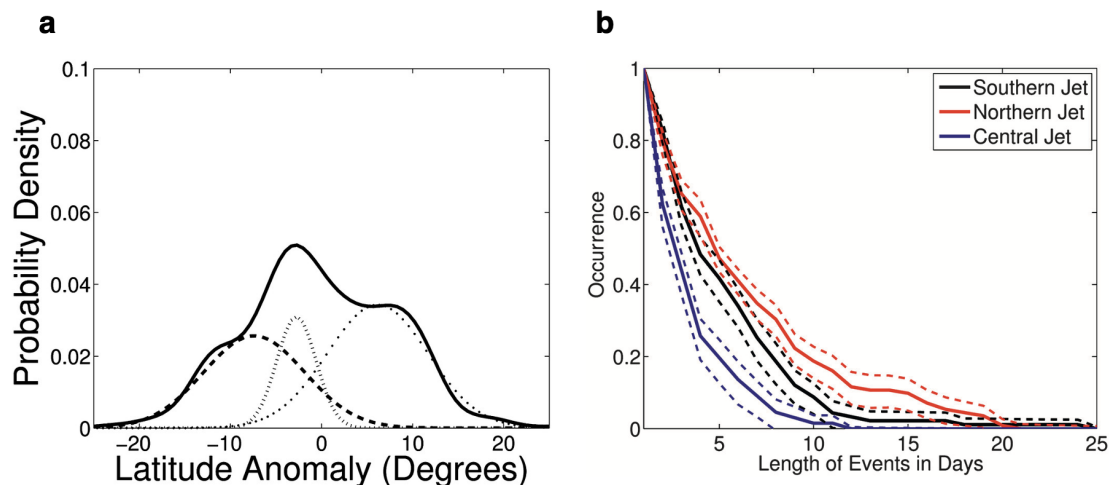 a
0.1
0.08
0.06
0.04
0.02
0
Probability Density
-20
-10
0
10
20
Latitude Anomaly (Degrees)
b
1
0.8
0.6
0.4
0.2
0
Occurrence
Southern Jet
Northern Jet
Central Jet
5
10
15
20
25
Length of Events in Days